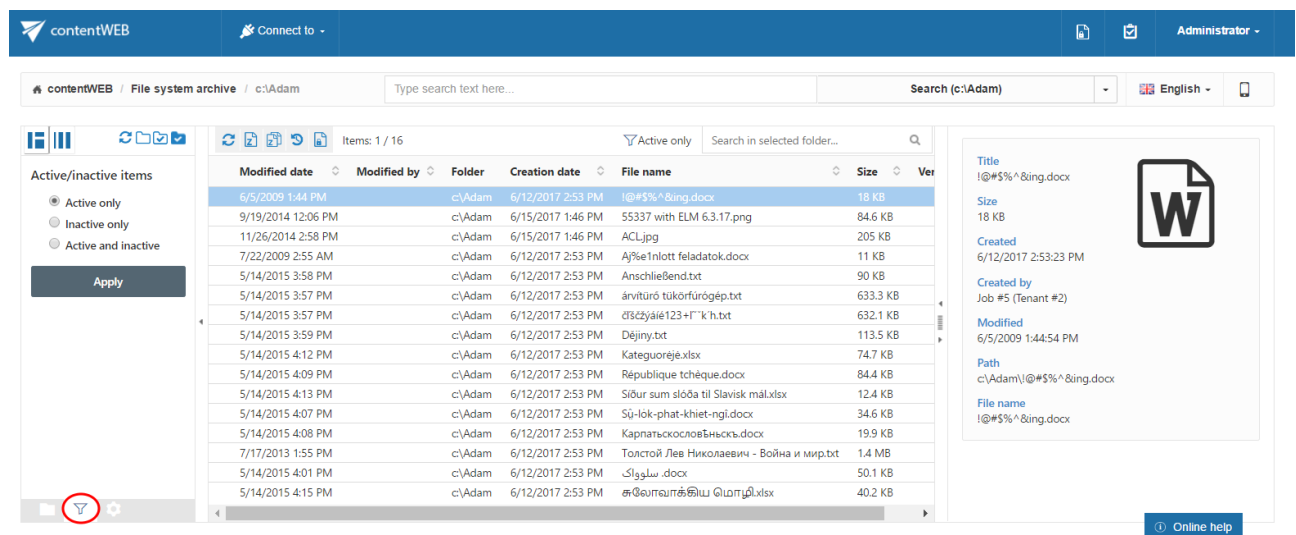 contentWEB Connect to Administrator
contentWEB / File system archive / c:\Adam Type search text here... Search (c:\Adam) English
Items: 1 / 16 Active only Search in selected folder...
Active/inactive items
Active only
Inactive only
Active and inactive
Apply
Modified date Modified by Folder Creation date File name Size Ver
6/5/2009 1:44 PM c:\Adam 6/12/2017 2:53 PM !@#$%^&ing.docx 18 KB
9/19/2014 12:06 PM c:\Adam 6/15/2017 1:46 PM 55337 with ELM 6.3.17.png 84.6 KB
11/26/2014 2:58 PM c:\Adam 6/15/2017 1:46 PM ACL.jpg 205 KB
7/22/2009 2:55 AM c:\Adam 6/12/2017 2:53 PM Aj%e1nlott feladatok.docx 11 KB
5/14/2015 3:58 PM c:\Adam 6/12/2017 2:53 PM Anschließend.txt 90 KB
5/14/2015 3:57 PM c:\Adam 6/12/2017 2:53 PM árvítűrő tükörfúrógép.txt 633.3 KB
5/14/2015 3:57 PM c:\Adam 6/12/2017 2:53 PM 632.1 KB
5/14/2015 3:59 PM c:\Adam 6/12/2017 2:53 PM Dějiny.txt 113.5 KB
5/14/2015 4:12 PM c:\Adam 6/12/2017 2:53 PM Kateguorėjė.xlsx 74.7 KB
5/14/2015 4:09 PM c:\Adam 6/12/2017 2:53 PM République tchèque.docx 84.4 KB
5/14/2015 4:13 PM c:\Adam 6/12/2017 2:53 PM Síður sum slóða til Slavisk mál.xlsx 12.4 KB
5/14/2015 4:07 PM c:\Adam 6/12/2017 2:53 PM Sù-lok-phat-khiet-ngî.docx 34.6 KB
5/14/2015 4:08 PM c:\Adam 6/12/2017 2:53 PM Карпатьскословѣньскъ.docx 19.9 KB
7/17/2013 1:55 PM c:\Adam 6/12/2017 2:53 PM Толстой Лев Николаевич - Война и мир.txt 1.4 MB
5/14/2015 4:01 PM c:\Adam 6/12/2017 2:53 PM سلوواک .docx 50.1 KB
5/14/2015 4:15 PM c:\Adam 6/12/2017 2:53 PM சுலோவாக்கிய மொழி.xlsx 40.2 KB
Title
!@#$%^&ing.docx
Size
18 KB
Created
6/12/2017 2:53:23 PM
Created by
Job #5 (Tenant #2)
Modified
6/5/2009 1:44:54 PM
Path
c:\Adam\!@#$%^&ing.docx
File name
!@#$%^&ing.docx
W
Online help